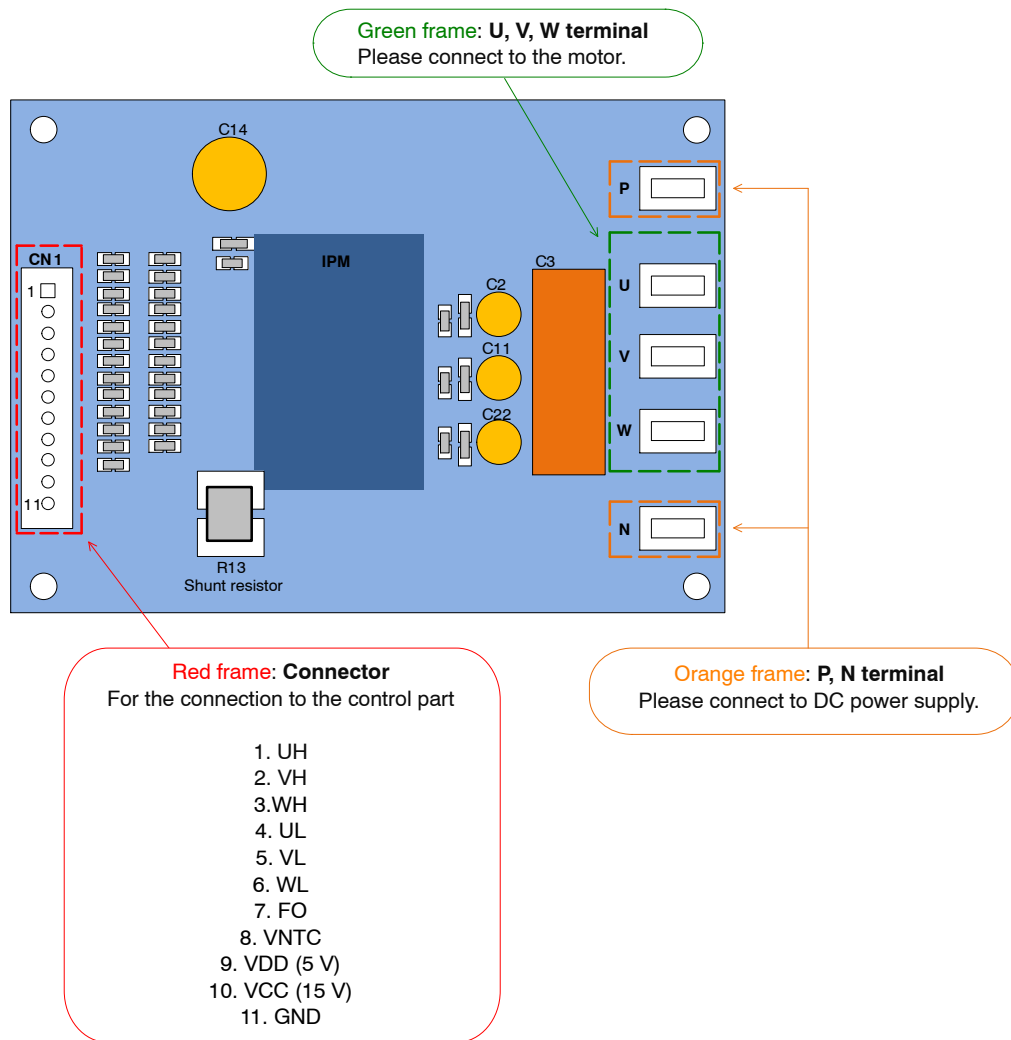 Green frame: U, V, W terminal
Please connect to the motor.
C14
P
CN1
IPM
C3
1
C2
U
C11
V
C22
W
11
N
R13
Shunt resistor
Red frame: Connector
For the connection to the control part
1. UH
2. VH
3.WH
4. UL
5. VL
6. WL
7. FO
8. VNTC
9. VDD (5 V)
10. VCC (15 V)
11. GND
Orange frame: P, N terminal
Please connect to DC power supply.